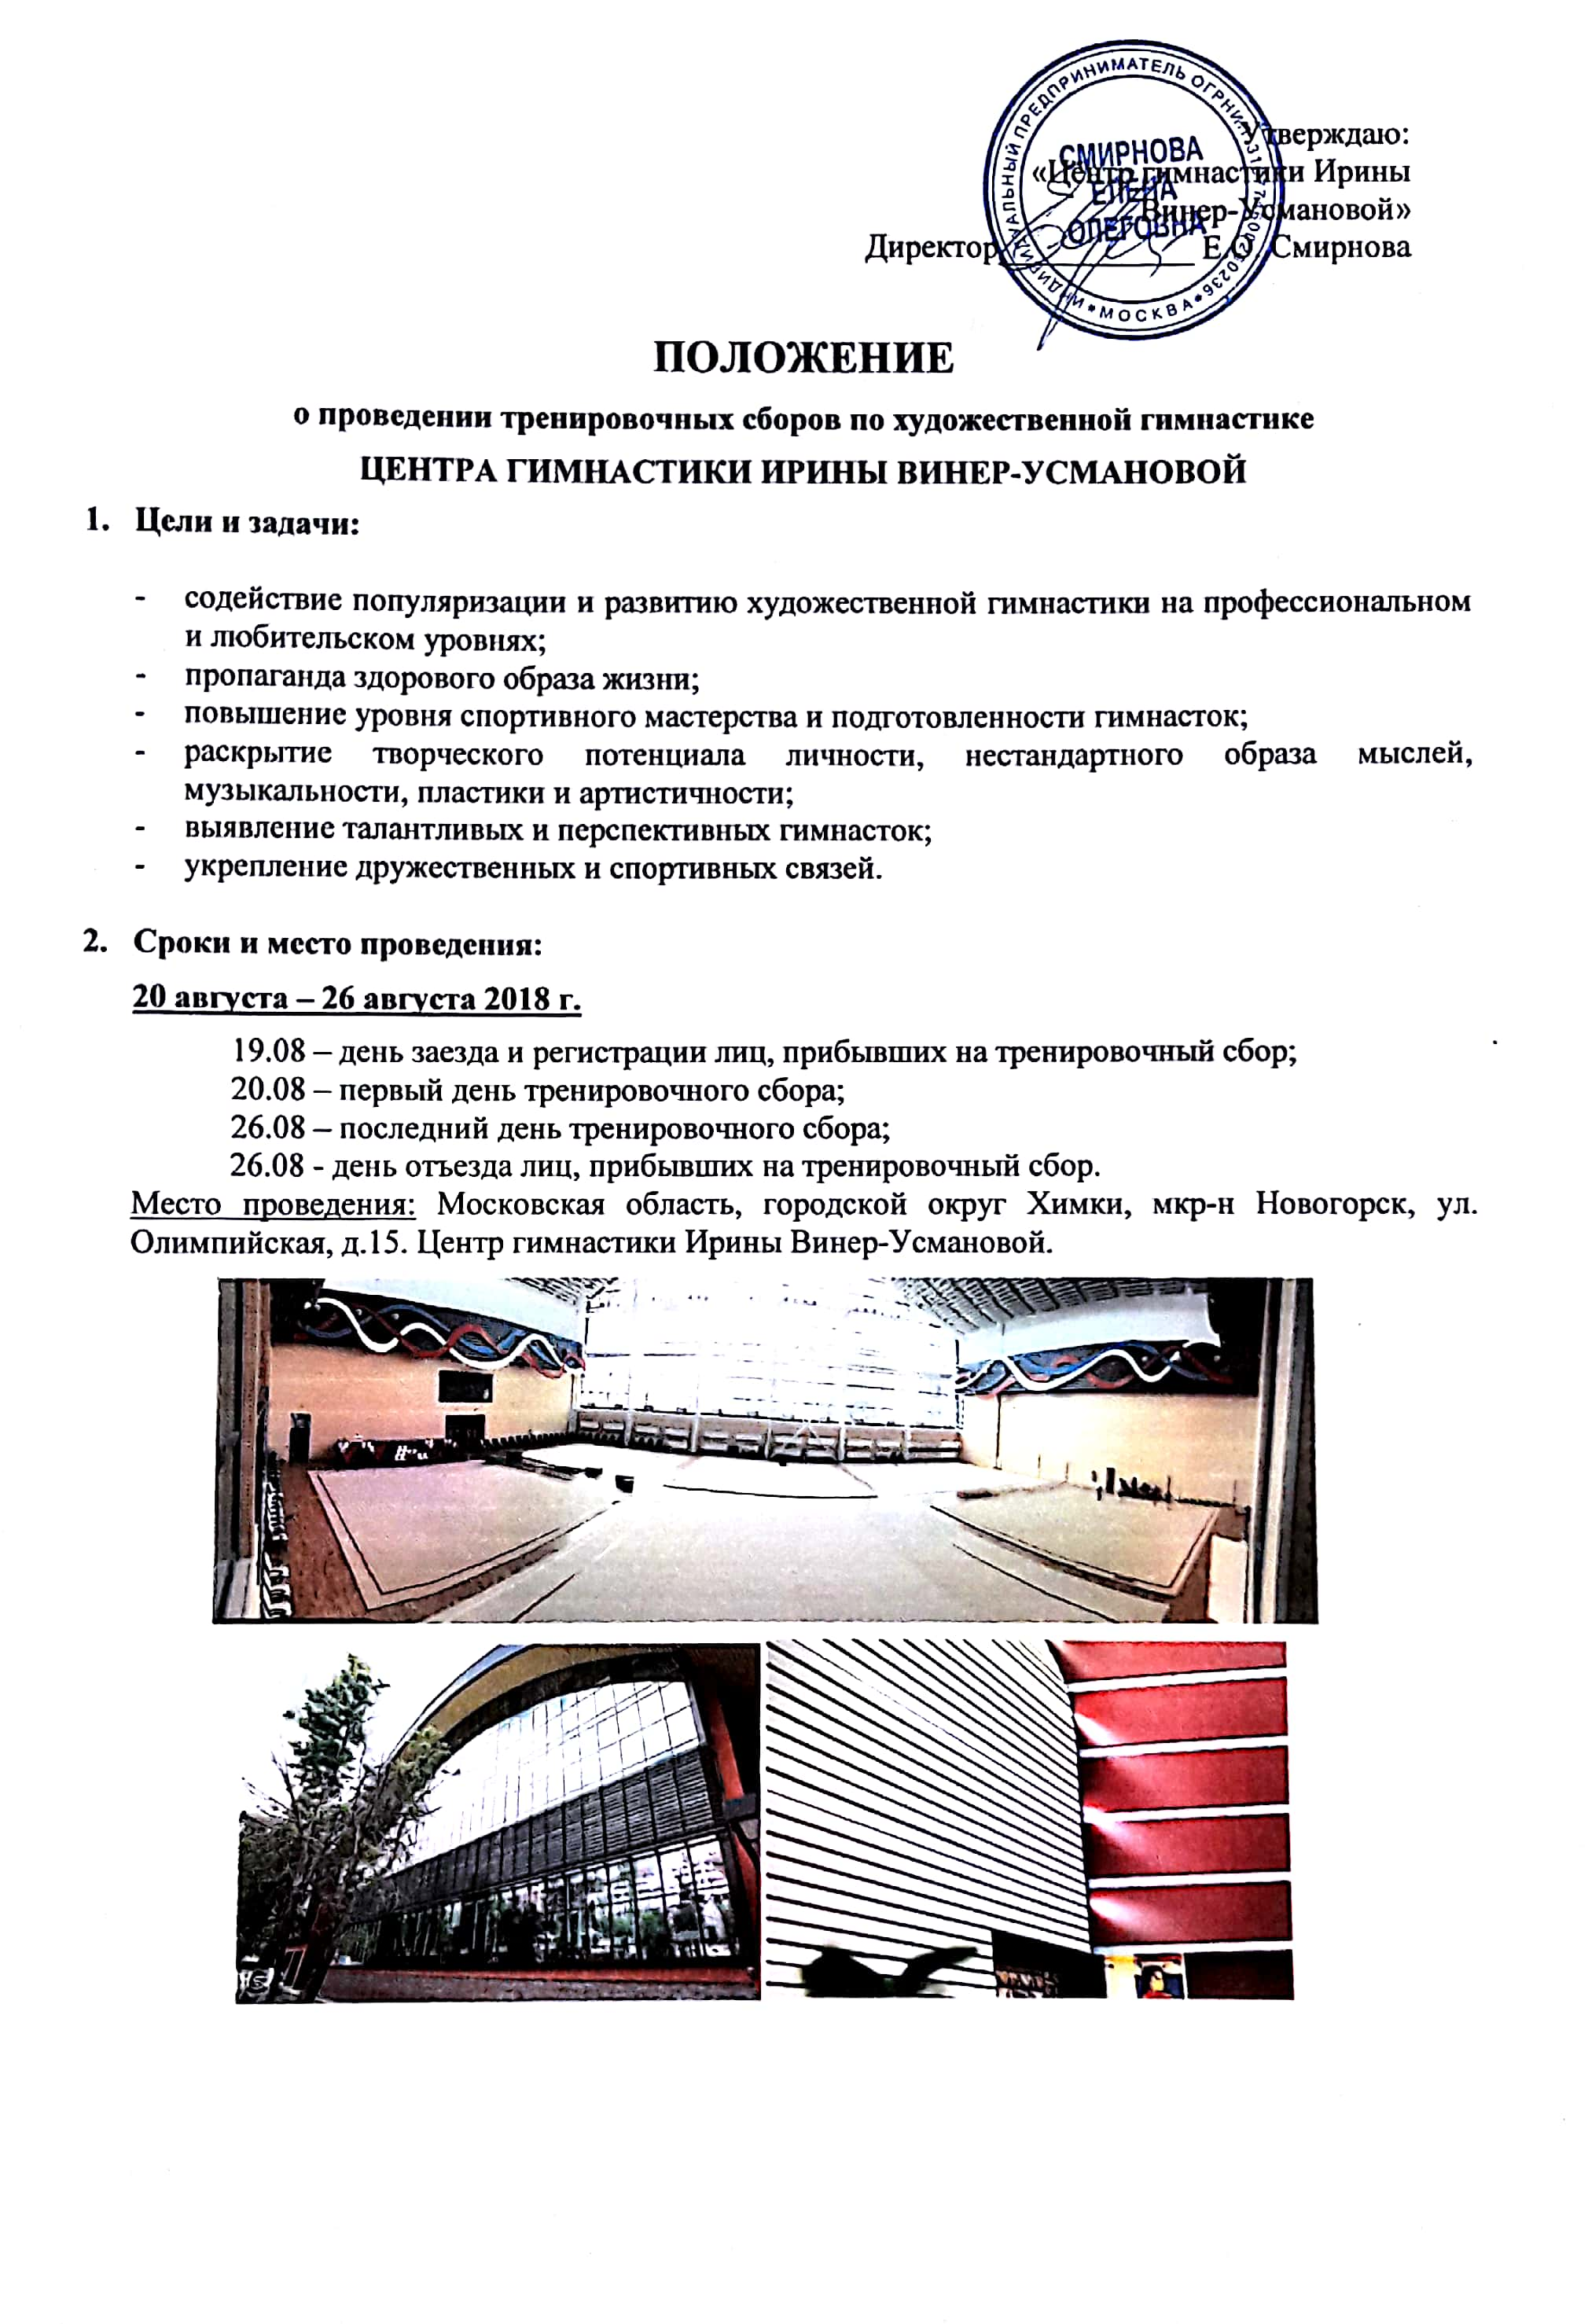 Утверждаю:
«Центр гимнастики Ирины
Винер-Усмановой»
Директор ____________ Е.О. Смирнова
ИНДИВИДУАЛЬНЫЙ ПРЕДПРИНИМАТЕЛЬ ОГРНИП
* МОСКВА *
СМИРНОВА
ЕЛЕНА
ОЛЕГОВНА
ПОЛОЖЕНИЕ
о проведении тренировочных сборов по художественной гимнастике
ЦЕНТРА ГИМНАСТИКИ ИРИНЫ ВИНЕР-УСМАНОВОЙ
1. Цели и задачи:
- содействие популяризации и развитию художественной гимнастики на профессиональном
и любительском уровнях;
- пропаганда здорового образа жизни;
- повышение уровня спортивного мастерства и подготовленности гимнасток;
- раскрытие творческого потенциала личности, нестандартного образа мыслей,
музыкальности, пластики и артистичности;
- выявление талантливых и перспективных гимнасток;
- укрепление дружественных и спортивных связей.
2. Сроки и место проведения:
20 августа – 26 августа 2018 г.
19.08 – день заезда и регистрации лиц, прибывших на тренировочный сбор;
20.08 – первый день тренировочного сбора;
26.08 – последний день тренировочного сбора;
26.08 - день отъезда лиц, прибывших на тренировочный сбор.
Место проведения: Московская область, городской округ Химки, мкр-н Новогорск, ул.
Олимпийская, д.15. Центр гимнастики Ирины Винер-Усмановой.